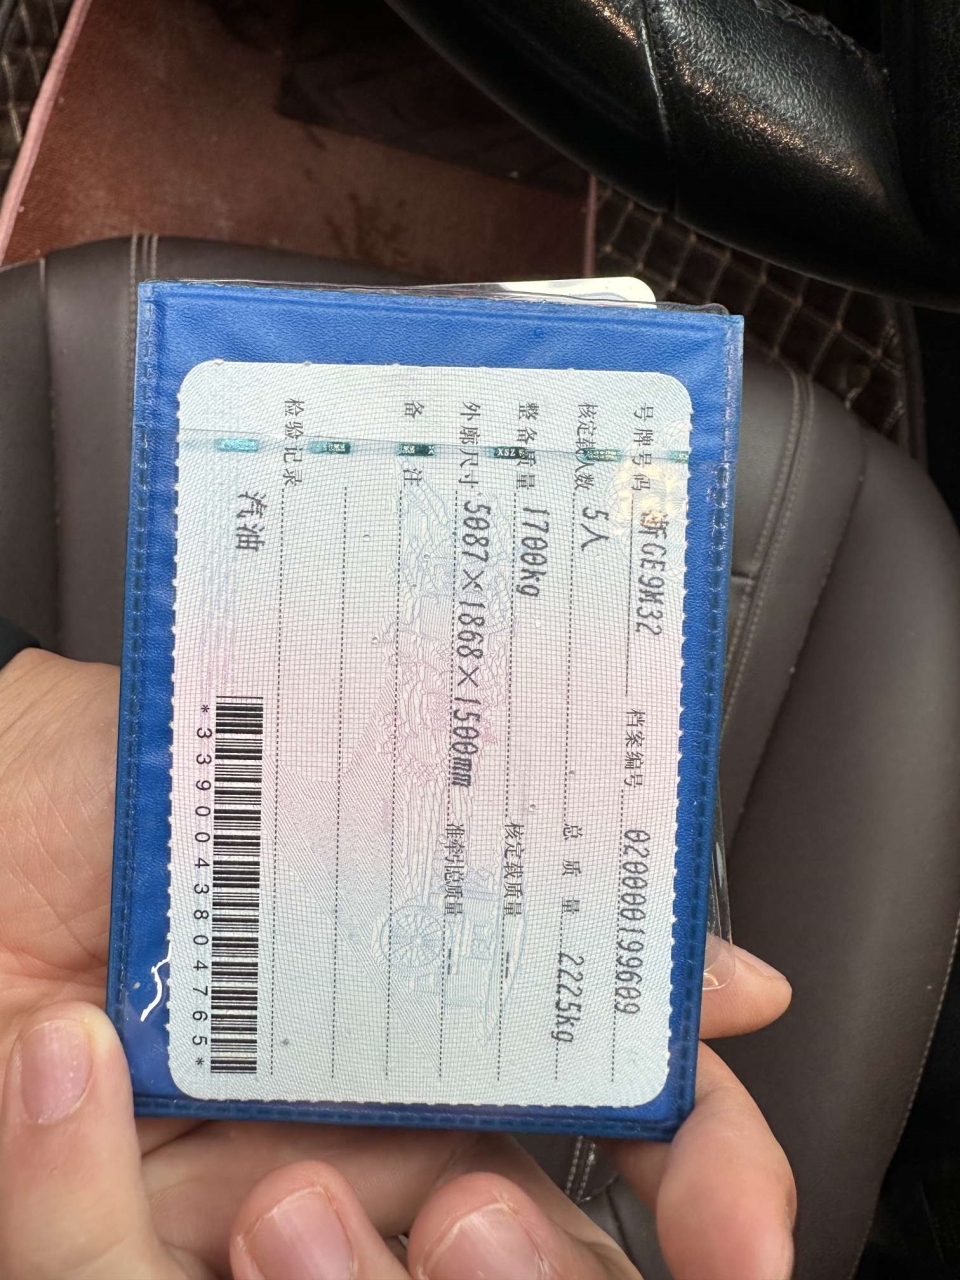 号牌号码 浙GE9M32 档案编号 020000199609
核定载人数 5人 总质量 2225kg
整备质量 1700kg 核定载质量 --
外廓尺寸 5087×1868×1500mm 准牵引总质量 --
备注
检验记录
汽油
*3390043804765*